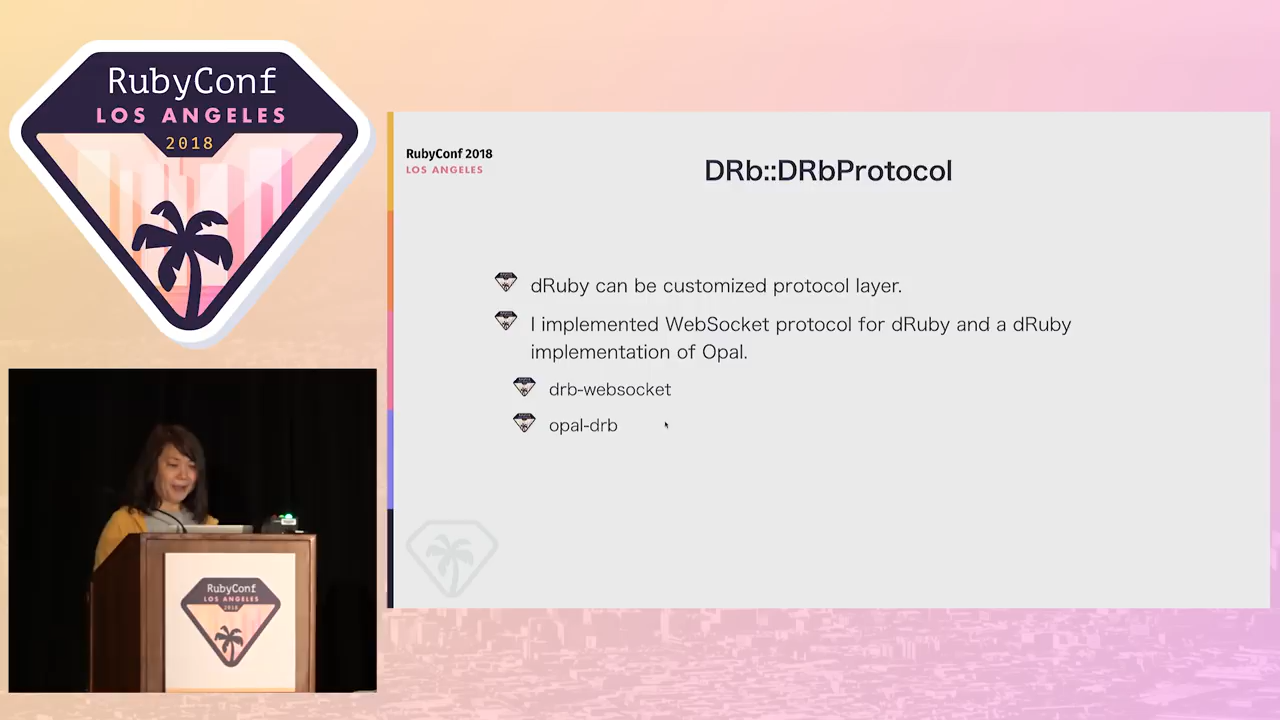 RubyConf
LOS ANGELES
2018
RubyConf 2018
LOS ANGELES
DRb::DRbProtocol
dRuby can be customized protocol layer.
I implemented WebSocket protocol for dRuby and a dRuby
implementation of Opal.
drb-websocket
opal-drb
RubyConf
LOS ANGELES
2018